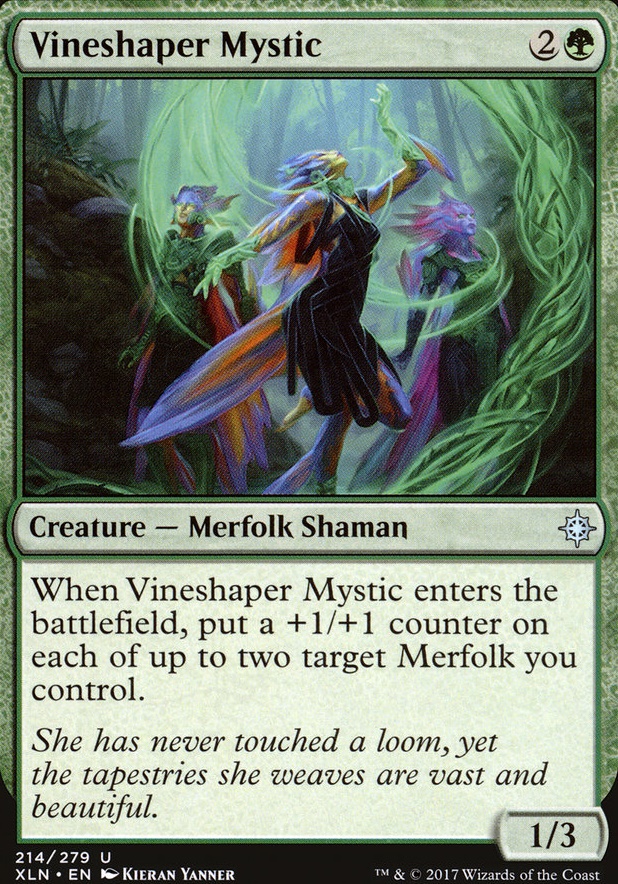 Vineshaper Mystic 2
Creature — Merfolk Shaman
When Vineshaper Mystic enters the
battlefield, put a +1/+1 counter on
each of up to two target Merfolk you
control.
She has never touched a loom, yet
the tapestries she weaves are vast and
beautiful.
1/3
214/279 U
XLN • EN Kieran Yanner
™ & © 2017 Wizards of the Coast